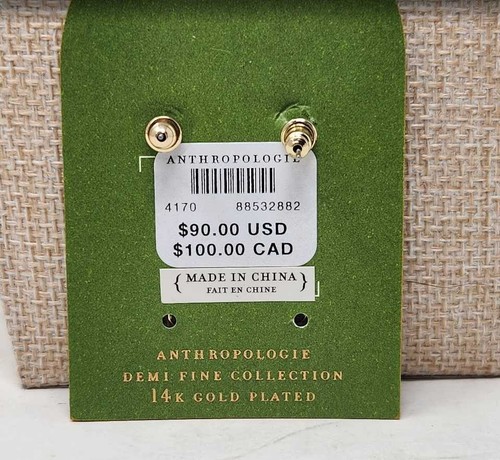 ANTHROPOLOGIE
4170 88532882
$90.00 USD
$100.00 CAD
{ MADE IN CHINA }
FAIT EN CHINE
ANTHROPOLOGIE
DEMI FINE COLLECTION
14K GOLD PLATED